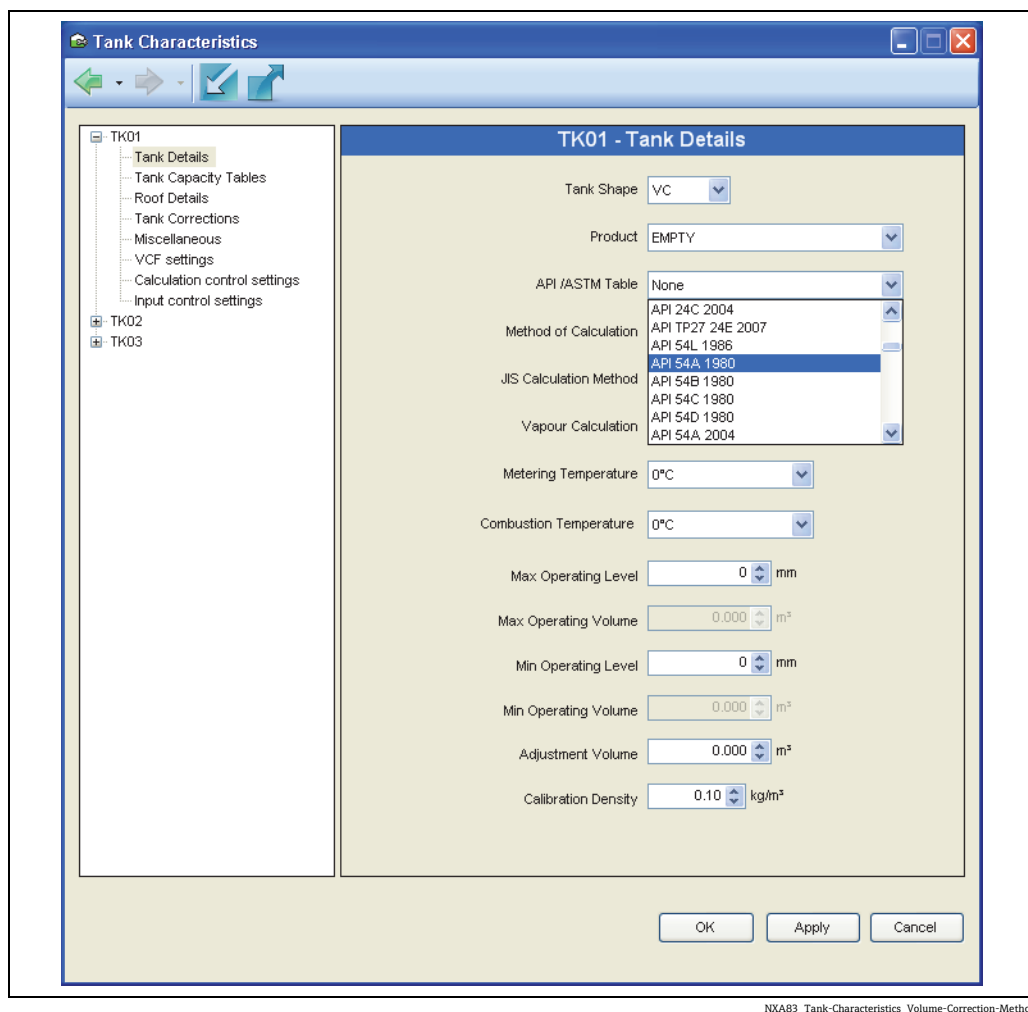 Tank Characteristics
TK01
Tank Details
Tank Capacity Tables
Roof Details
Tank Corrections
Miscellaneous
VCF settings
Calculation control settings
Input control settings
TK02
TK03
TK01 - Tank Details
Tank Shape VC
Product EMPTY
API /ASTM Table None
API 24C 2004
API TP27 24E 2007
Method of Calculation
API 54L 1986
API 54A 1980
JIS Calculation Method
API 54B 1980
API 54C 1980
Vapour Calculation
API 54D 1980
API 54A 2004
Metering Temperature 0°C
Combustion Temperature 0°C
Max Operating Level 0 mm
Max Operating Volume 0.000 m³
Min Operating Level 0 mm
Min Operating Volume 0.000 m³
Adjustment Volume 0.000 m³
Calibration Density 0.10 kg/m³
OK Apply Cancel
NXA83_Tank-Characteristics_Volume-Correction-Metho